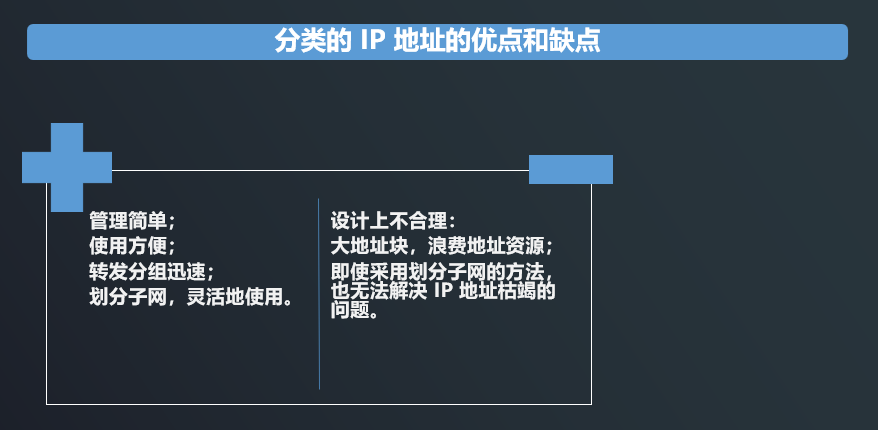 分类的 IP 地址的优点和缺点
管理简单；
使用方便；
转发分组迅速；
划分子网，灵活地使用。
设计上不合理：
大地址块，浪费地址资源；
即使采用划分子网的方法，
也无法解决 IP 地址枯竭的
问题。